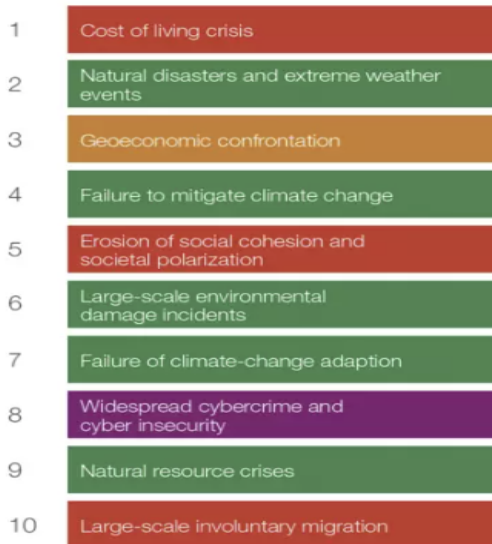 1 Cost of living crisis
2 Natural disasters and extreme weather
events
3 Geoeconomic confrontation
4 Failure to mitigate climate change
5 Erosion of social cohesion and
societal polarization
6 Large-scale environmental
damage incidents
7 Failure of climate-change adaption
8 Widespread cybercrime and
cyber insecurity
9 Natural resource crises
10 Large-scale involuntary migration